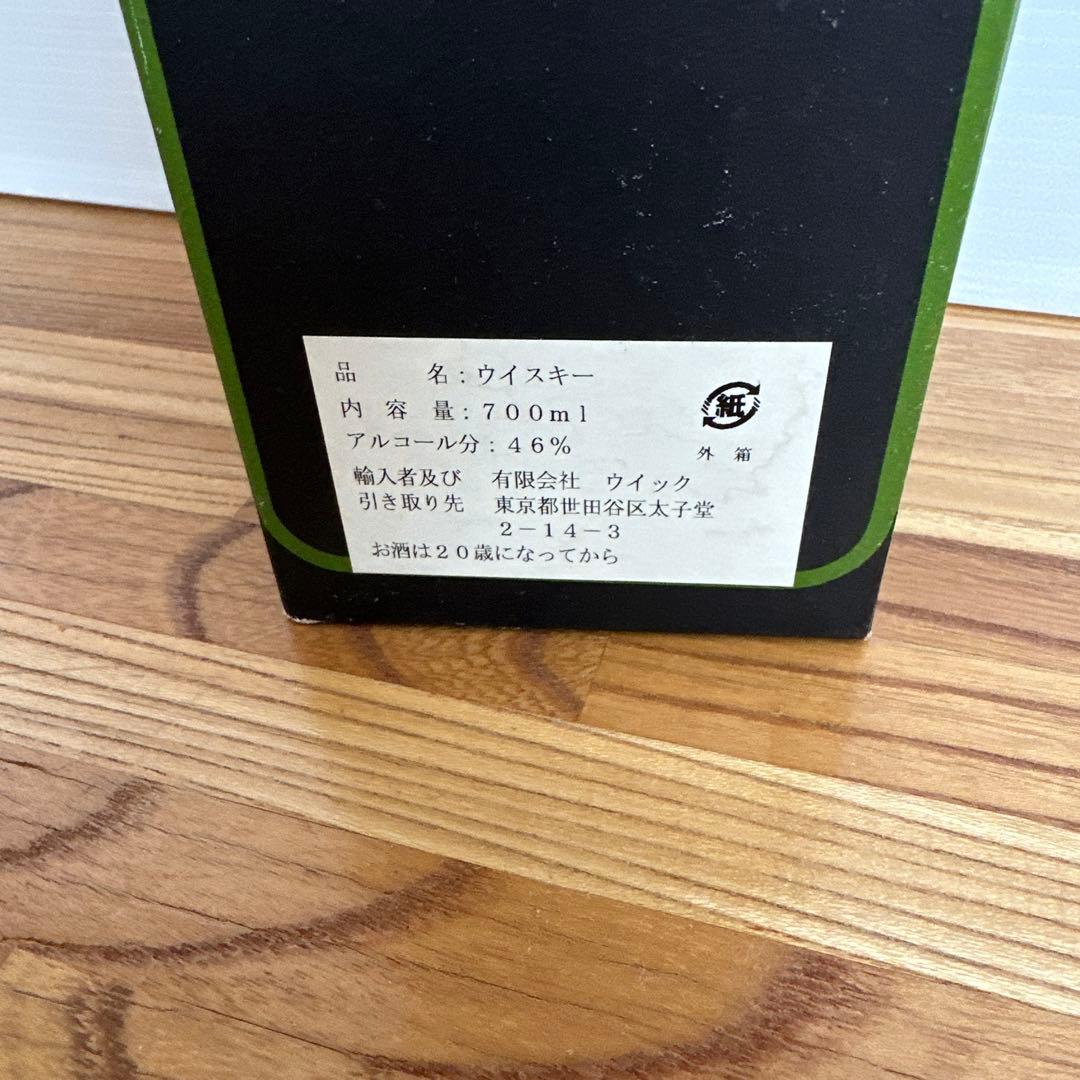 品　名：ウイスキー
内 容 量：７００ｍｌ
アルコール分：４６％
輸入者及び　有限会社　ウイック
引き取り先　東京都世田谷区太子堂
２－１４－３
お酒は２０歳になってから
紙
外 箱